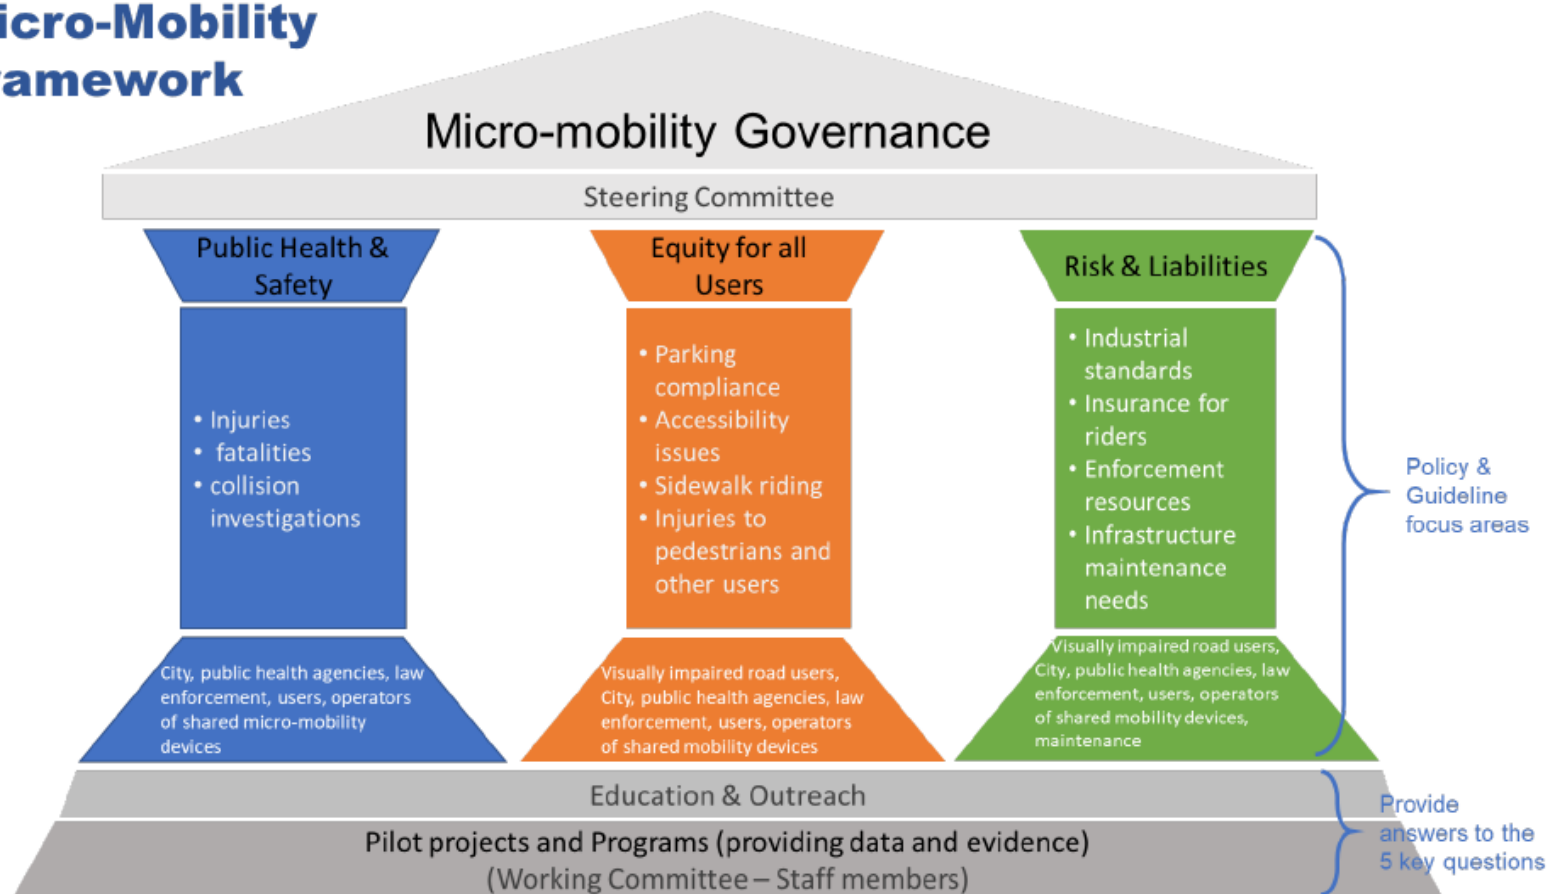 icro-Mobility
amework
Micro-mobility Governance
Steering Committee
Public Health &
Safety
• Injuries
•  fatalities
• collision
investigations
City, public health agencies, law
enforcement, users, operators
of shared micro-mobility
devices
Equity for all
Users
• Parking
compliance
• Accessibility
issues
• Sidewalk riding
• Injuries to
pedestrians and
other users
Visually impaired road users,
City, public health agencies, law
enforcement, users, operators
of shared mobility devices
Risk & Liabilities
• Industrial
standards
• Insurance for
riders
• Enforcement
resources
• Infrastructure
maintenance
needs
Visually impaired road users,
City, public health agencies, law
enforcement, users, operators
of shared mobility devices,
maintenance
Policy &
Guideline
focus areas
Education & Outreach
Pilot projects and Programs (providing data and evidence)
(Working Committee – Staff members)
Provide
answers to the
5 key questions